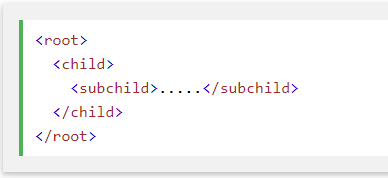 <root>
  <child>
    <subchild>.....</subchild>
  </child>
</root>